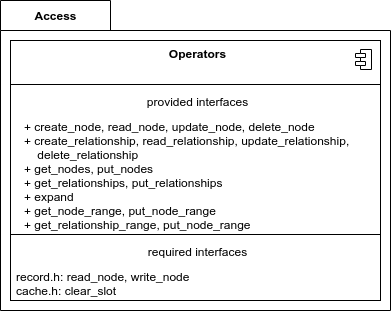 Access
Operators
provided interfaces
+ create_node, read_node, update_node, delete_node
+ create_relationship, read_relationship, update_relationship,
delete_relationship
+ get_nodes, put_nodes
+ get_relationships, put_relationships
+ expand
+ get_node_range, put_node_range
+ get_relationship_range, put_node_range
required interfaces
record.h: read_node, write_node
cache.h: clear_slot